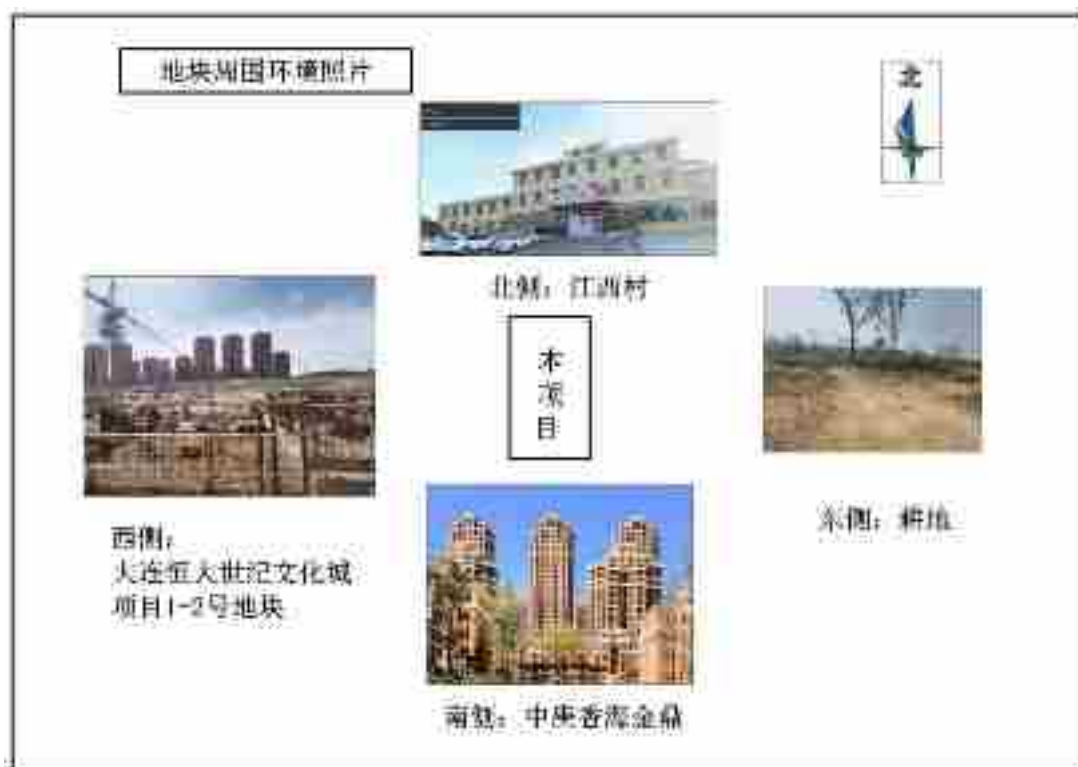 地块周围环境照片
北
北侧：江西村
本项目
东侧：耕地
西侧：
大连恒大世纪文化城
项目1-2号地块
南侧：中庚香海金鼎